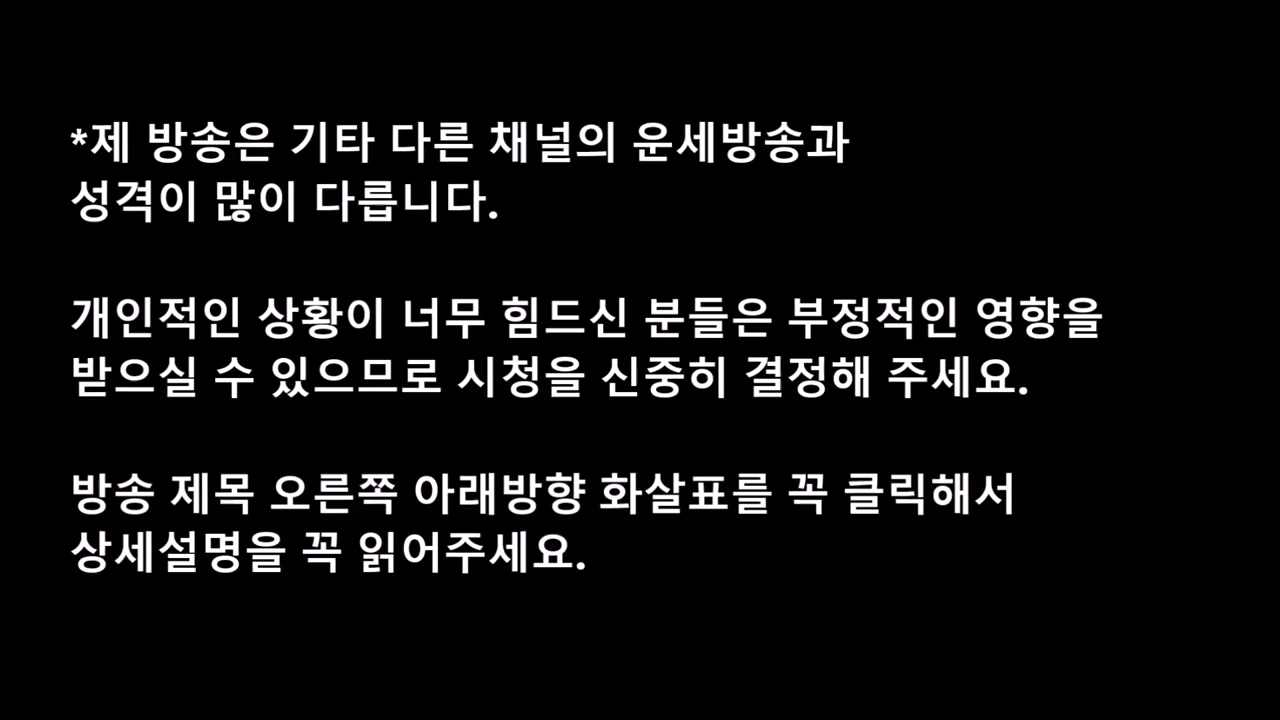 *제 방송은 기타 다른 채널의 운세방송과
성격이 많이 다릅니다.
개인적인 상황이 너무 힘드신 분들은 부정적인 영향을
받으실 수 있으므로 시청을 신중히 결정해 주세요.
방송 제목 오른쪽 아래방향 화살표를 꼭 클릭해서
상세설명을 꼭 읽어주세요.